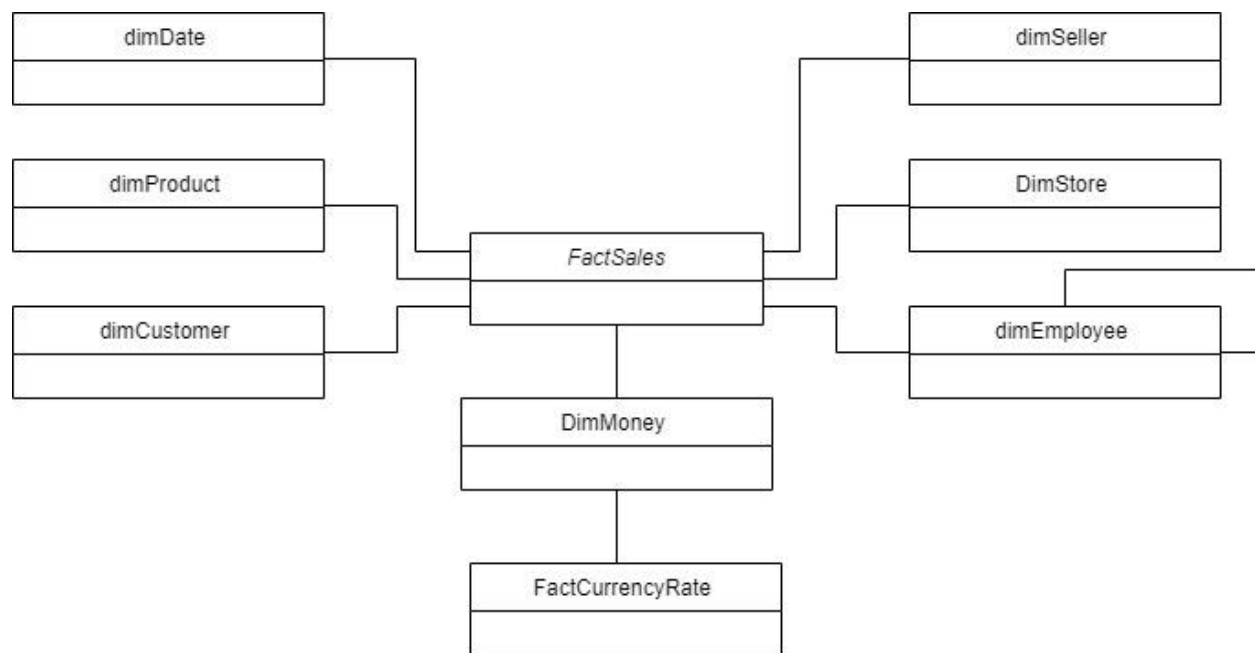 dimDate
dimSeller
dimProduct
DimStore
FactSales
dimCustomer
dimEmployee
DimMoney
FactCurrencyRate